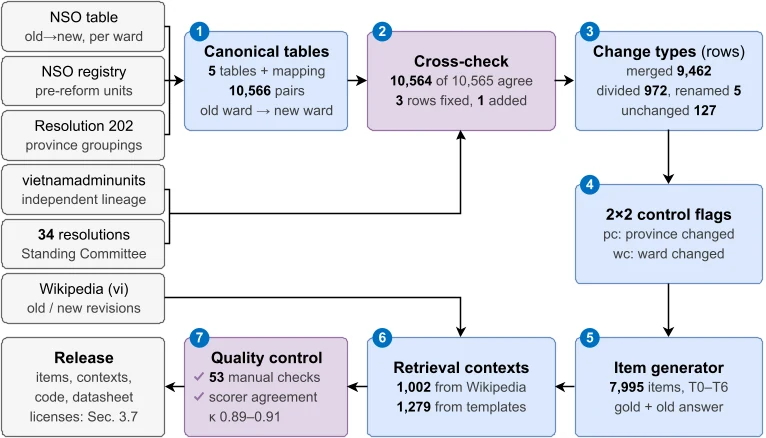 NSO table
old→new, per ward
NSO registry
pre-reform units
Resolution 202
province groupings
vietnamadminunits
independent lineage
34 resolutions
Standing Committee
Wikipedia (vi)
old / new revisions
1
Canonical tables
5 tables + mapping
10,566 pairs
old ward → new ward
2
Cross-check
10,564 of 10,565 agree
3 rows fixed, 1 added
3
Change types (rows)
merged 9,462
divided 972, renamed 5
unchanged 127
4
2×2 control flags
pc: province changed
wc: ward changed
5
Item generator
7,995 items, T0–T6
gold + old answer
6
Retrieval contexts
1,002 from Wikipedia
1,279 from templates
7
Quality control
✓ 53 manual checks
✓ scorer agreement
κ 0.89–0.91
Release
items, contexts,
code, datasheet
licenses: Sec. 3.7